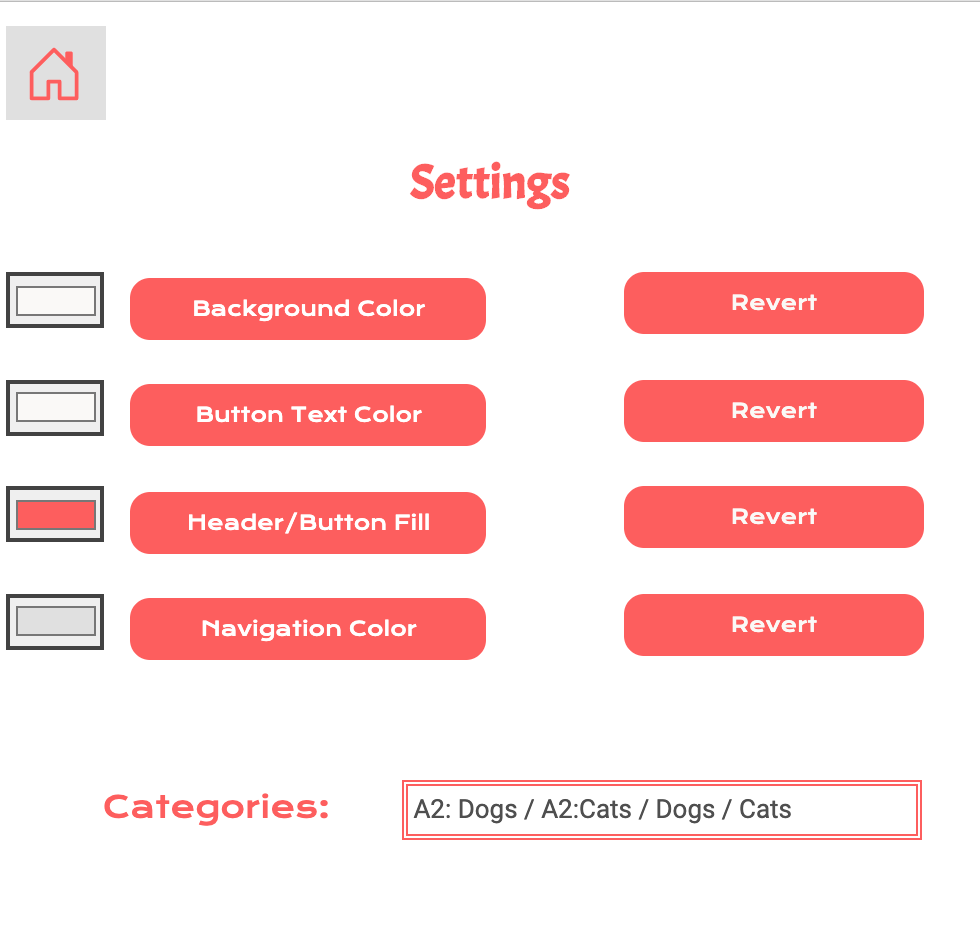 Settings
Background Color
Revert
Button Text Color
Revert
Header/Button Fill
Revert
Navigation Color
Revert
Categories:
A2: Dogs / A2:Cats / Dogs / Cats